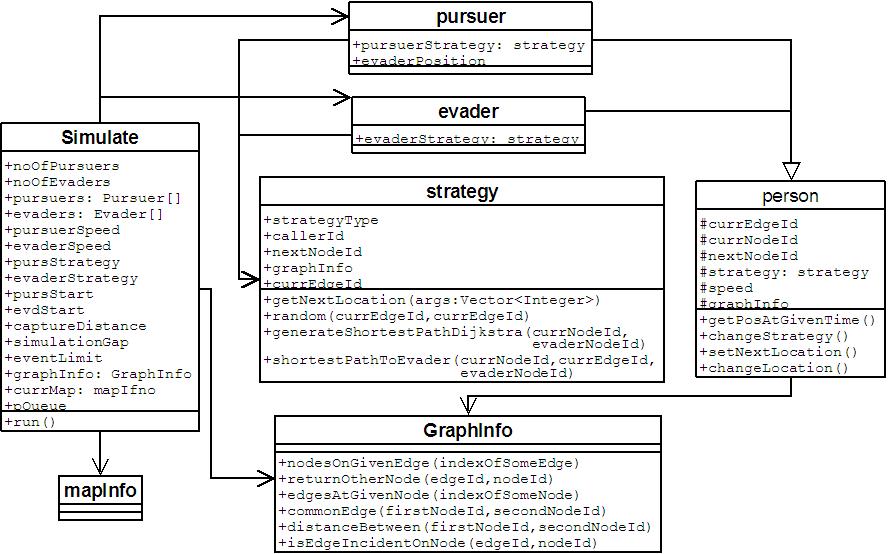 pursuer
+pursuerStrategy: strategy
+evaderPosition
evader
+evaderStrategy: strategy
Simulate
+noOfPursuers
+noOfEvaders
+pursuers: Pursuer[]
+evaders: Evader[]
+pursuerSpeed
+evaderSpeed
+pursStrategy
+evaderStrategy
+pursStart
+evdStart
+captureDistance
+simulationGap
+eventLimit
+graphInfo: GraphInfo
+currMap: mapIfno
+pQueue
+run()
strategy
+strategyType
+callerId
+nextNodeId
+graphInfo
+currEdgeId
+getNextLocation(args:Vector<Integer>)
+random(currEdgeId,currEdgeId)
+generateShortestPathDijkstra(currNodeId,
evaderNodeId)
+shortestPathToEvader(currNodeId,currEdgeId,
evaderNodeId)
person
#currEdgeId
#currNodeId
#nextNodeId
#strategy: strategy
#speed
#graphInfo
+getPosAtGivenTime()
+changeStrategy()
+setNextLocation()
+changeLocation()
mapInfo
GraphInfo
+nodesOnGivenEdge(indexOfSomeEdge)
+returnOtherNode(edgeId,nodeId)
+edgesAtGivenNode(indexOfSomeNode)
+commonEdge(firstNodeId,secondNodeId)
+distanceBetween(firstNodeId,secondNodeId)
+isEdgeIncidentOnNode(edgeId,nodeId)